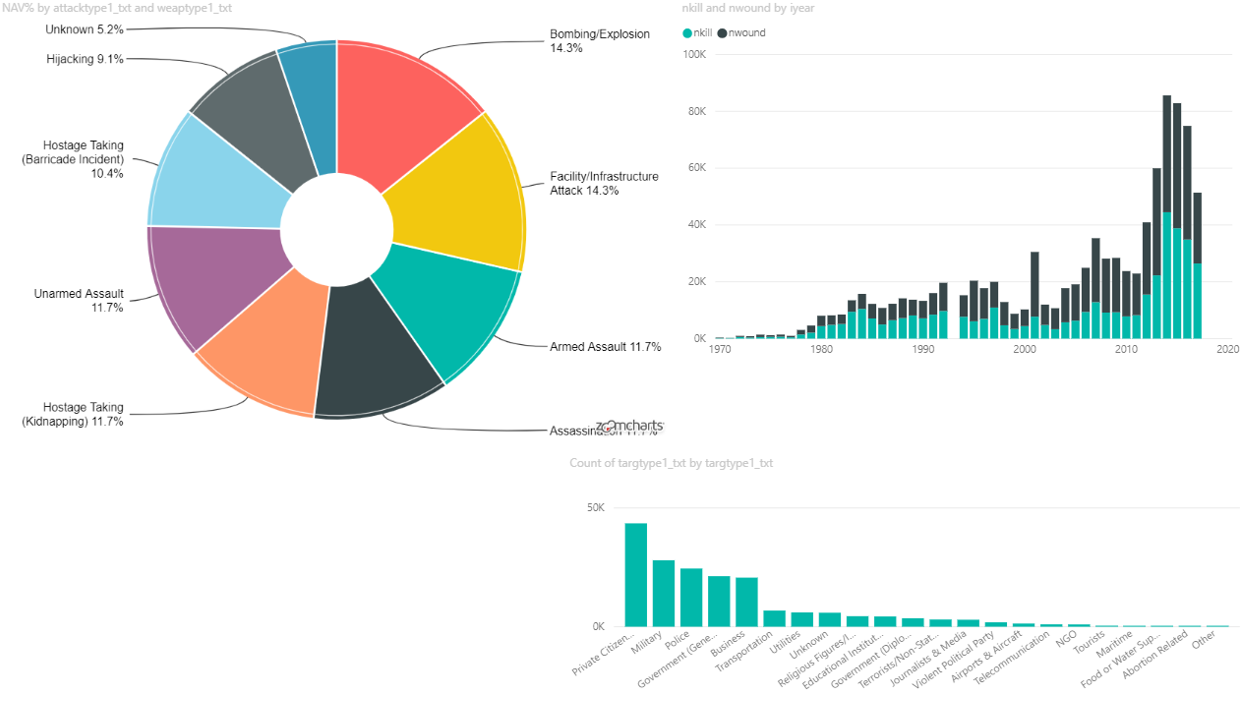 NAV% by attacktype1_txt and weaptype1_txt
Unknown 5.2%
Hijacking 9.1%
Hostage Taking
(Barricade Incident)
10.4%
Unarmed Assault
11.7%
Hostage Taking
(Kidnapping) 11.7%
Bombing/Explosion
14.3%
Facility/Infrastructure
Attack 14.3%
Armed Assault 11.7%
Assassination 11.7%
zoomcharts
nkill and nwound by iyear
nkill nwound
100K
80K
60K
40K
20K
0K
1970 1980 1990 2000 2010 2020
Count of targtype1_txt by targtype1_txt
50K
0K
Private Citizen...
Military
Police
Government (Gene...
Business
Transportation
Utilities
Unknown
Religious Figures/I...
Educational Institut...
Government (Diplo...
Terrorists/Non-Stat...
Journalists & Media
Violent Political Party
Airports & Aircraft
Telecommunication
NGO
Tourists
Maritime
Food or Water Sup...
Abortion Related
Other